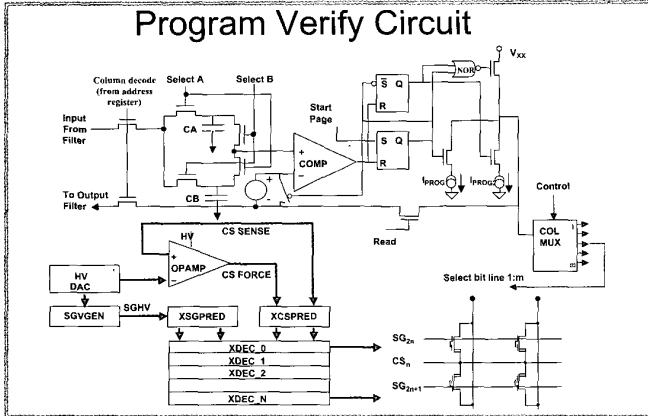 Program Verify Circuit
Column decode
(from address
register)
Select A
Select B
VXX
NOR
S Q
R
Start
Page
S Q
R
Input
From
Filter
CA
+
COMP
-
+
-
IPROG
IPROG2
To Output
Filter
CB
Control
CS SENSE
Read
COL
MUX
HV
+
OPAMP
-
CS FORCE
HV
DAC
Select bit line 1:m
SGVGEN
SGHV
XSGPRED
XCSPRED
XDEC_0
XDEC_1
XDEC_2
XDEC_N
SG2n
CSn
SG2n+1